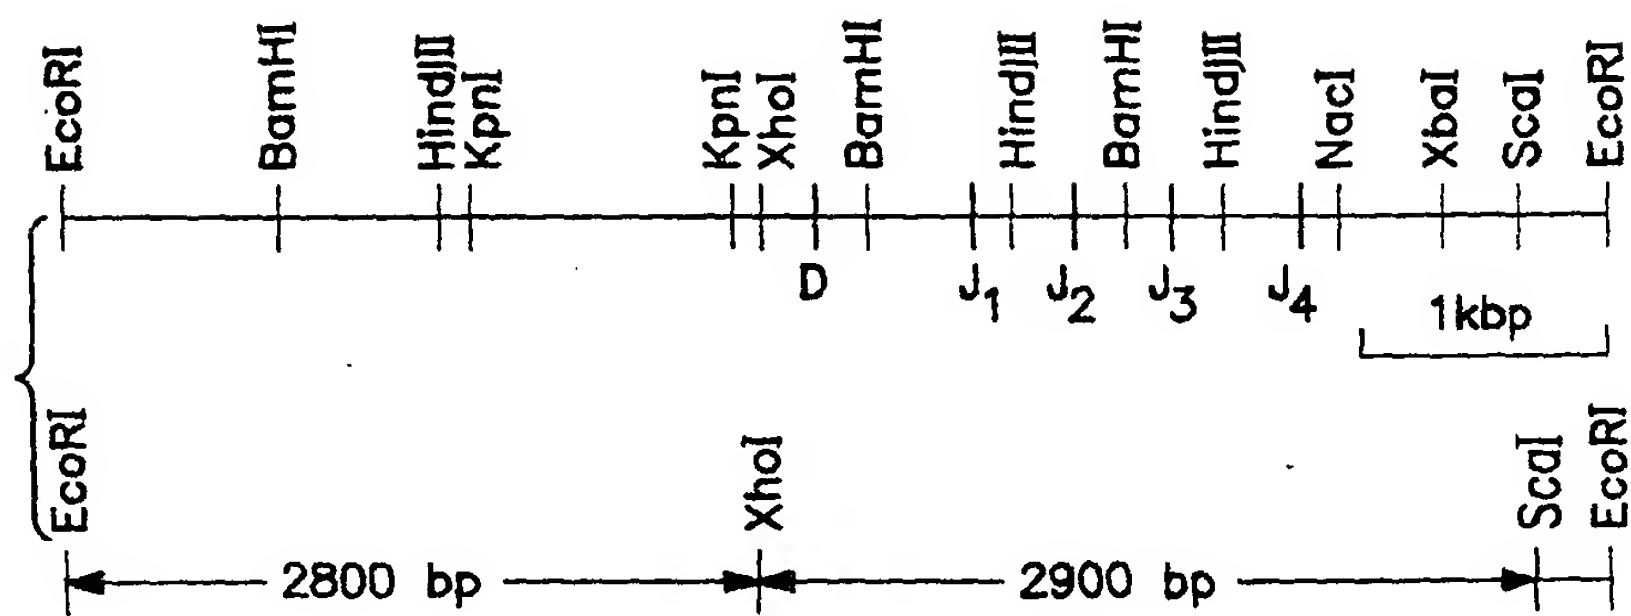 EcoRI BamHI HindIII KpnI KpnI XhoI BamHI HindIII BamHI HindIII NacI XbaI ScaI EcoRI
D J1 J2 J3 J4
1kbp
EcoRI XhoI ScaI EcoRI
2800 bp 2900 bp